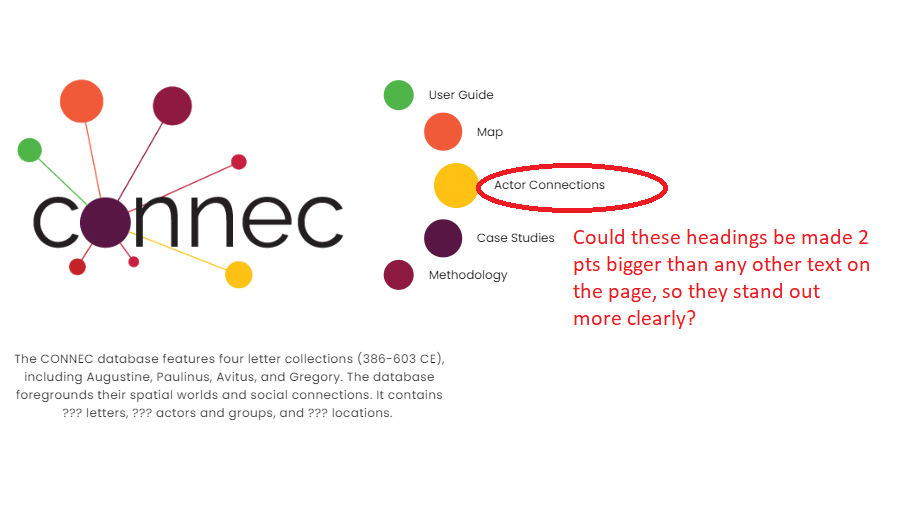 connec
User Guide
Map
Actor Connections
Case Studies
Methodology
Could these headings be made 2
pts bigger than any other text on
the page, so they stand out
more clearly?
The CONNEC database features four letter collections (386-603 CE),
including Augustine, Paulinus, Avitus, and Gregory. The database
foregrounds their spatial worlds and social connections. It contains
??? letters, ??? actors and groups, and ??? locations.